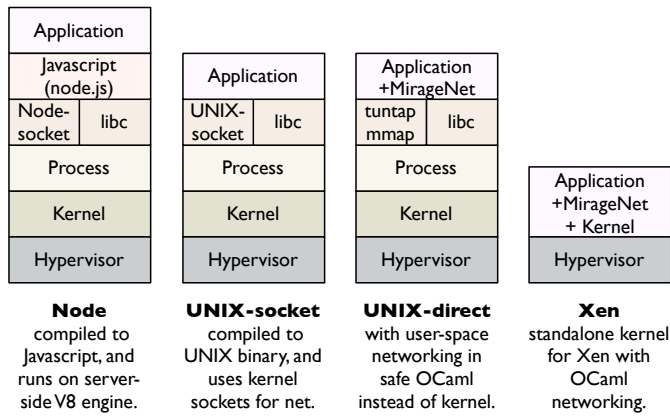 Application
Javascript
(node.js)
Node-
socket
libc
Process
Kernel
Hypervisor
Node
compiled to
Javascript, and
runs on server-
side V8 engine.
Application
UNIX-
socket
libc
Process
Kernel
Hypervisor
UNIX-socket
compiled to
UNIX binary, and
uses kernel
sockets for net.
Application
+MirageNet
tuntap
mmap
libc
Process
Kernel
Hypervisor
UNIX-direct
with user-space
networking in
safe OCaml
instead of kernel.
Application
+MirageNet
+ Kernel
Hypervisor
Xen
standalone kernel
for Xen with
OCaml
networking.